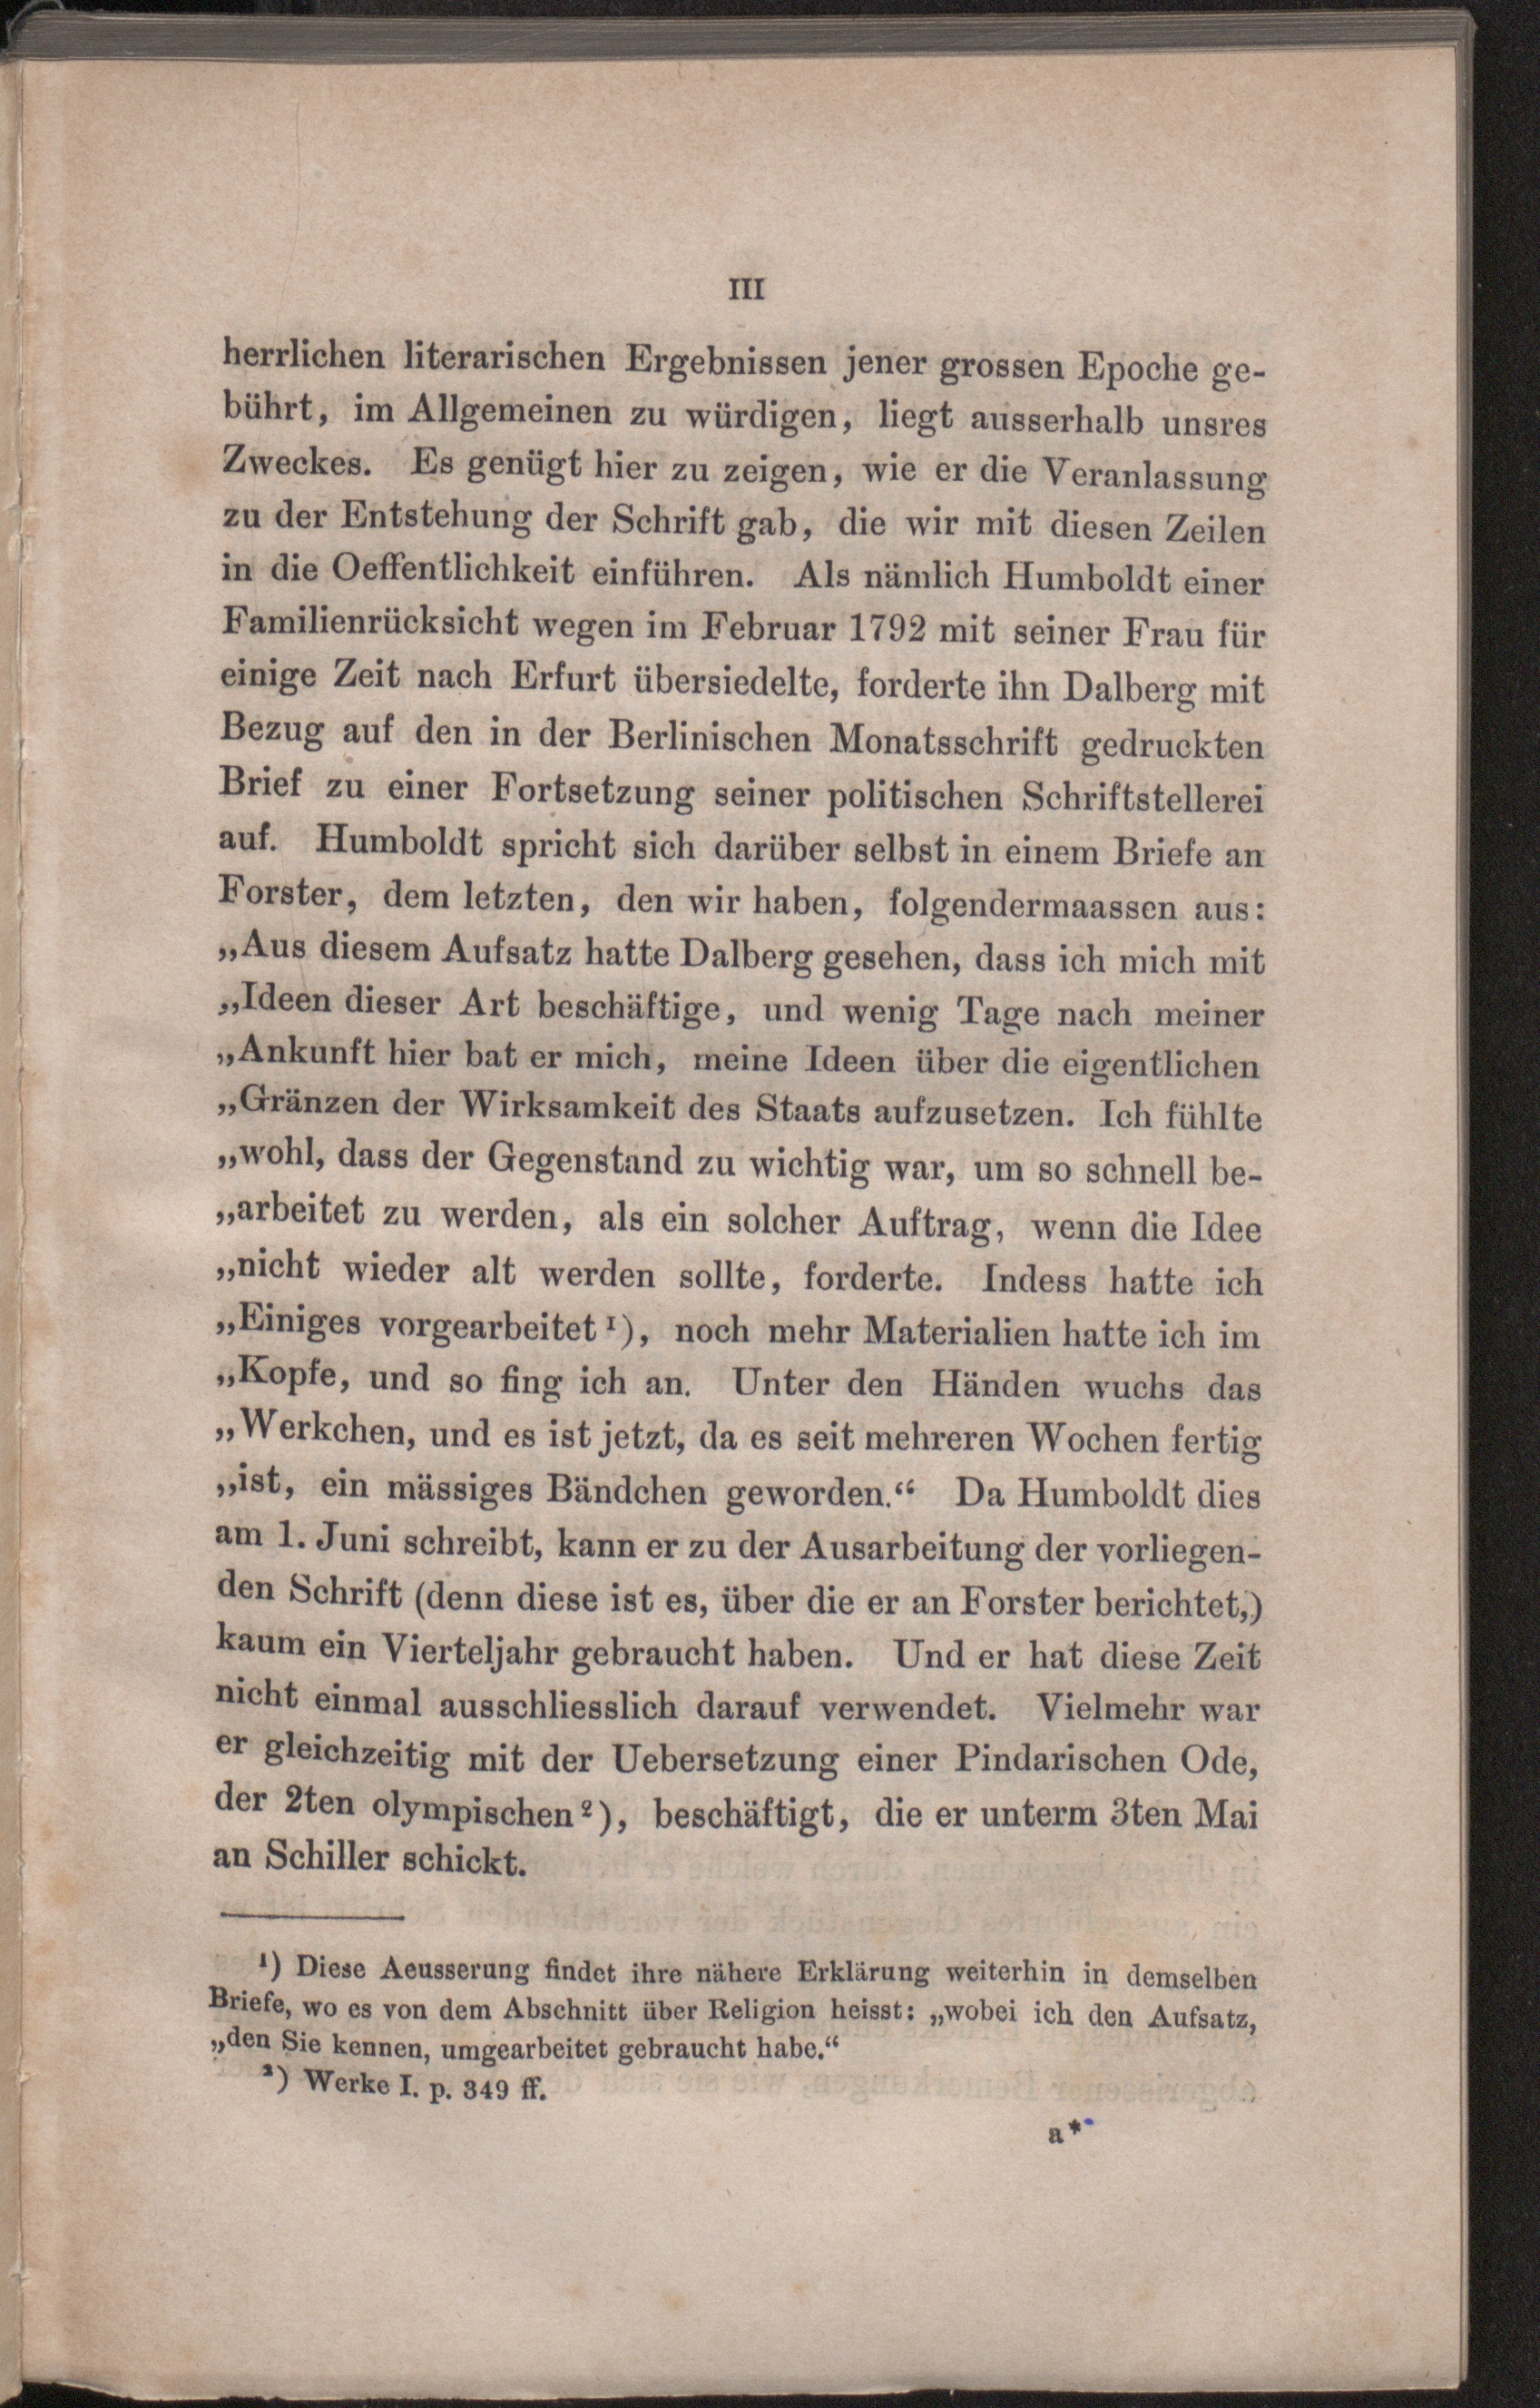 III
herrlichen literarischen Ergebnissen jener grossen Epoche ge-
bührt, im Allgemeinen zu würdigen, liegt ausserhalb unsres
Zweckes. Es genügt hier zu zeigen, wie er die Veranlassung
zu der Entstehung der Schrift gab, die wir mit diesen Zeilen
in die Oeffentlichkeit einführen. Als nämlich Humboldt einer
Familienrücksicht wegen im Februar 1792 mit seiner Frau für
einige Zeit nach Erfurt übersiedelte, forderte ihn Dalberg mit
Bezug auf den in der Berlinischen Monatsschrift gedruckten
Brief zu einer Fortsetzung seiner politischen Schriftstellerei
auf. Humboldt spricht sich darüber selbst in einem Briefe an
Forster, dem letzten, den wir haben, folgendermaassen aus:
„Aus diesem Aufsatz hatte Dalberg gesehen, dass ich mich mit
„Ideen dieser Art beschäftige, und wenig Tage nach meiner
„Ankunft hier bat er mich, meine Ideen über die eigentlichen
„Gränzen der Wirksamkeit des Staats aufzusetzen. Ich fühlte
„wohl, dass der Gegenstand zu wichtig war, um so schnell be-
„arbeitet zu werden, als ein solcher Auftrag, wenn die Idee
„nicht wieder alt werden sollte, forderte. Indess hatte ich
„Einiges vorgearbeitet¹), noch mehr Materialien hatte ich im
„Kopfe, und so fing ich an. Unter den Händen wuchs das
„Werkchen, und es ist jetzt, da es seit mehreren Wochen fertig
„ist, ein mässiges Bändchen geworden.“ Da Humboldt dies
am 1. Juni schreibt, kann er zu der Ausarbeitung der vorliegen-
den Schrift (denn diese ist es, über die er an Forster berichtet,)
kaum ein Vierteljahr gebraucht haben. Und er hat diese Zeit
nicht einmal ausschliesslich darauf verwendet. Vielmehr war
er gleichzeitig mit der Uebersetzung einer Pindarischen Ode,
der 2ten olympischen²), beschäftigt, die er unterm 3ten Mai
an Schiller schickt.
¹) Diese Aeusserung findet ihre nähere Erklärung weiterhin in demselben
Briefe, wo es von dem Abschnitt über Religion heisst: „wobei ich den Aufsatz,
„den Sie kennen, umgearbeitet gebraucht habe.“
²) Werke I. p. 349 ff.
a*